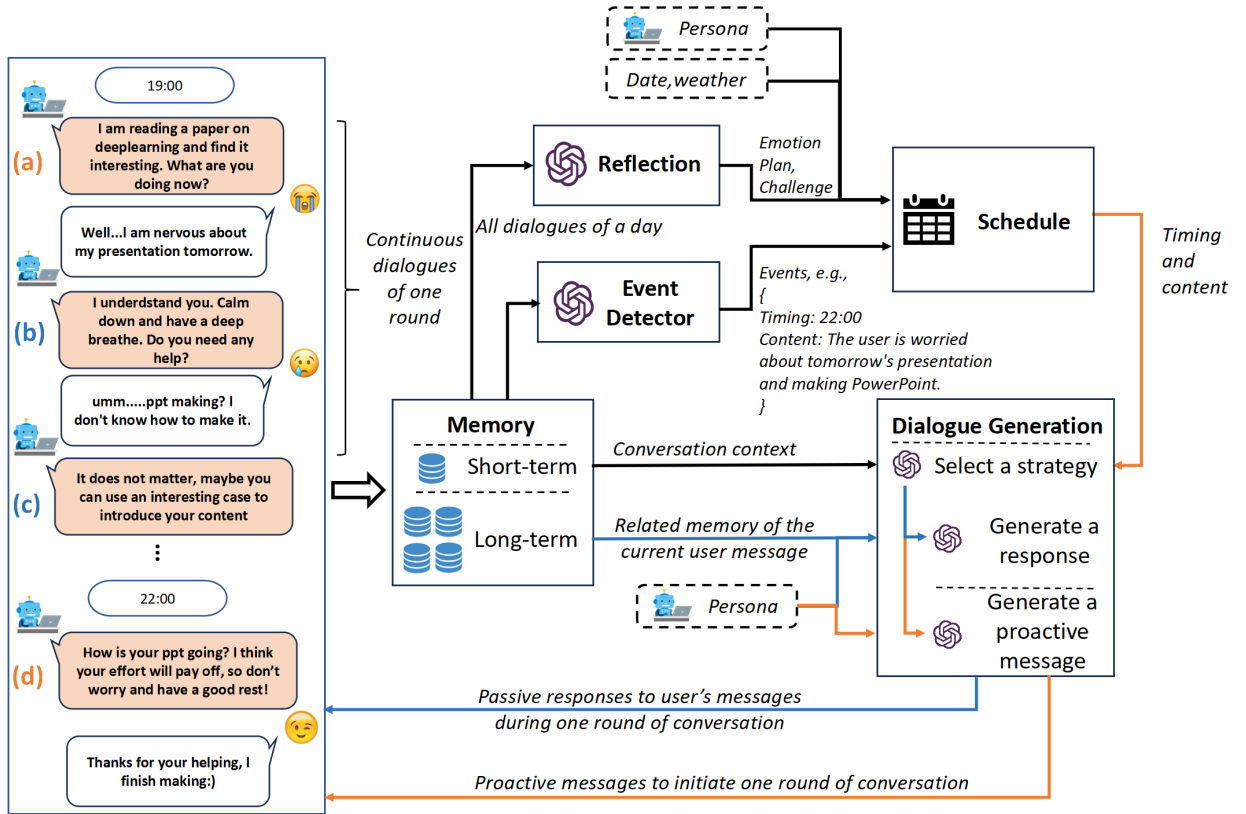 19:00
(a)
I am reading a paper on
deeplearning and find it
interesting. What are you
doing now?
Well...I am nervous about
my presentation tomorrow.
(b)
I underdstand you. Calm
down and have a deep
breathe. Do you need any
help?
umm.....ppt making? I
don't know how to make it.
(c)
It does not matter, maybe you
can use an interesting case to
introduce your content
22:00
(d)
How is your ppt going? I think
your effort will pay off, so don't
worry and have a good rest!
Thanks for your helping, I
finish making:)
Continuous
dialogues
of one
round
Persona
Date,weather
Reflection
All dialogues of a day
Emotion
Plan,
Challenge
Event
Detector
Events, e.g.,
{
Timing: 22:00
Content: The user is worried
about tomorrow's presentation
and making PowerPoint.
}
Schedule
Timing
and
content
Memory
Short-term
Long-term
Conversation context
Related memory of the
current user message
Persona
Dialogue Generation
Select a strategy
Generate a
response
Generate a
proactive
message
Passive responses to user's messages
during one round of conversation
Proactive messages to initiate one round of conversation